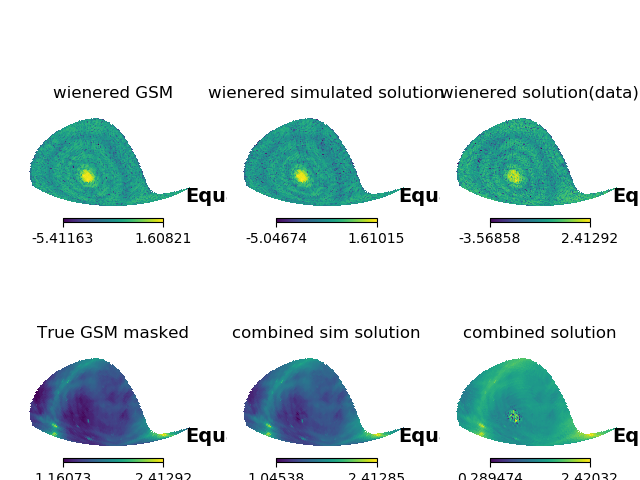 wienered GSM wienered simulated solution wienered solution(data)
Equ Equ Eq
-5.41163 1.60821 -5.04674 1.61015 -3.56858 2.41292
True GSM masked combined sim solution combined solution
Equ Equ Eq
1.16073 2.41292 1.04538 2.41285 0.289474 2.42032